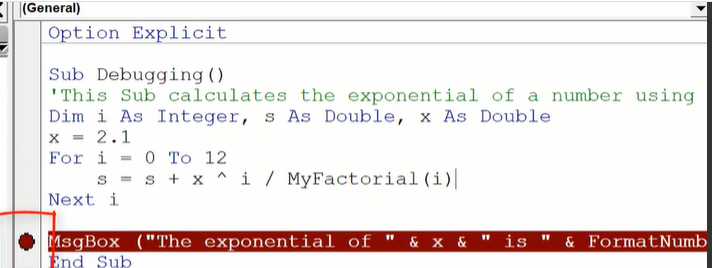 (General)
Option Explicit
Sub Debugging()
'This Sub calculates the exponential of a number using
Dim i As Integer, s As Double, x As Double
x = 2.1
For i = 0 To 12
s = s + x ^ i / MyFactorial(i)
Next i
MsgBox ("The exponential of " & x & " is " & FormatNumb
End Sub